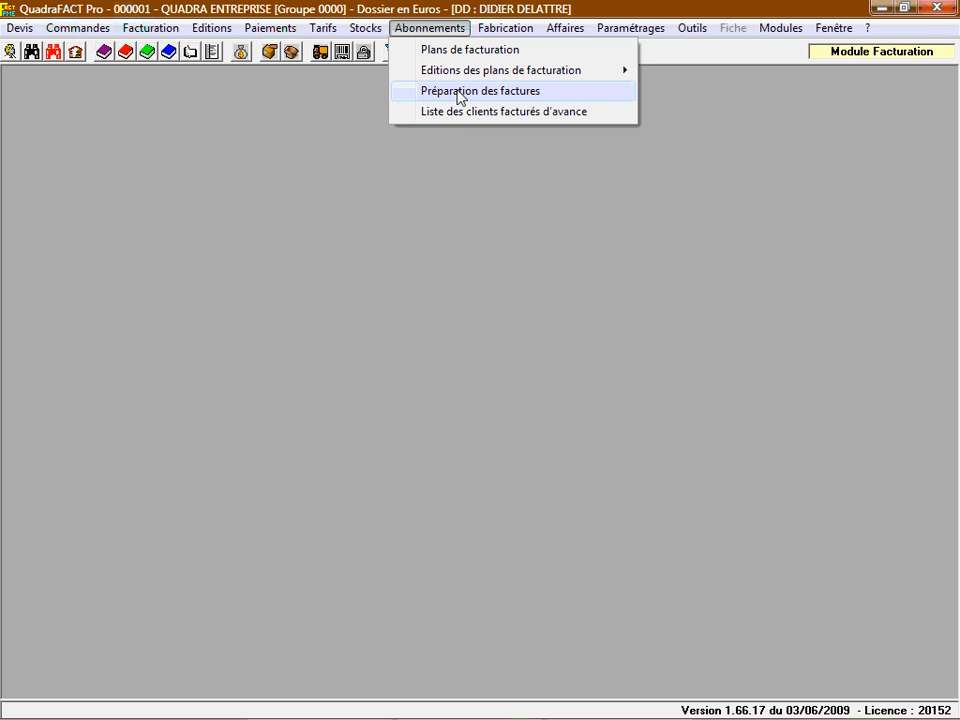 QuadraFACT Pro - 000001 - QUADRA ENTREPRISE [Groupe 0000] - Dossier en Euros - [DD : DIDIER DELATTRE]
Devis Commandes Facturation Editions Paiements Tarifs Stocks Abonnements Fabrication Affaires Paramétrages Outils Fiche Modules Fenêtre ?
Module Facturation
Plans de facturation
Editions des plans de facturation
Préparation des factures
Liste des clients facturés d'avance
Version 1.66.17 du 03/06/2009 - Licence : 20152